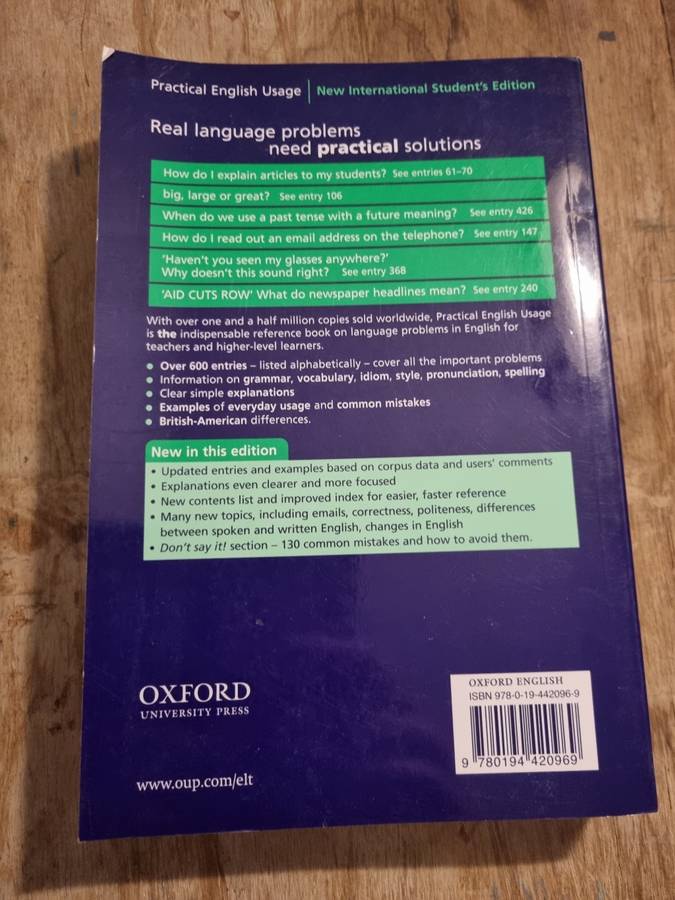 Practical English Usage | New International Student's Edition
Real language problems
need practical solutions
How do I explain articles to my students? See entries 61–70
big, large or great? See entry 106
When do we use a past tense with a future meaning? See entry 426
How do I read out an email address on the telephone? See entry 147
'Haven't you seen my glasses anywhere?'
Why doesn't this sound right? See entry 368
'AID CUTS ROW' What do newspaper headlines mean? See entry 240
With over one and a half million copies sold worldwide, Practical English Usage
is the indispensable reference book on language problems in English for
teachers and higher-level learners.
• Over 600 entries – listed alphabetically – cover all the important problems
• Information on grammar, vocabulary, idiom, style, pronunciation, spelling
• Clear simple explanations
• Examples of everyday usage and common mistakes
• British-American differences.
New in this edition
• Updated entries and examples based on corpus data and users' comments
• Explanations even clearer and more focused
• New contents list and improved index for easier, faster reference
• Many new topics, including emails, correctness, politeness, differences
between spoken and written English, changes in English
• Don't say it! section – 130 common mistakes and how to avoid them.
OXFORD
UNIVERSITY PRESS
www.oup.com/elt
OXFORD ENGLISH
ISBN 978-0-19-442096-9
9 780194 420969